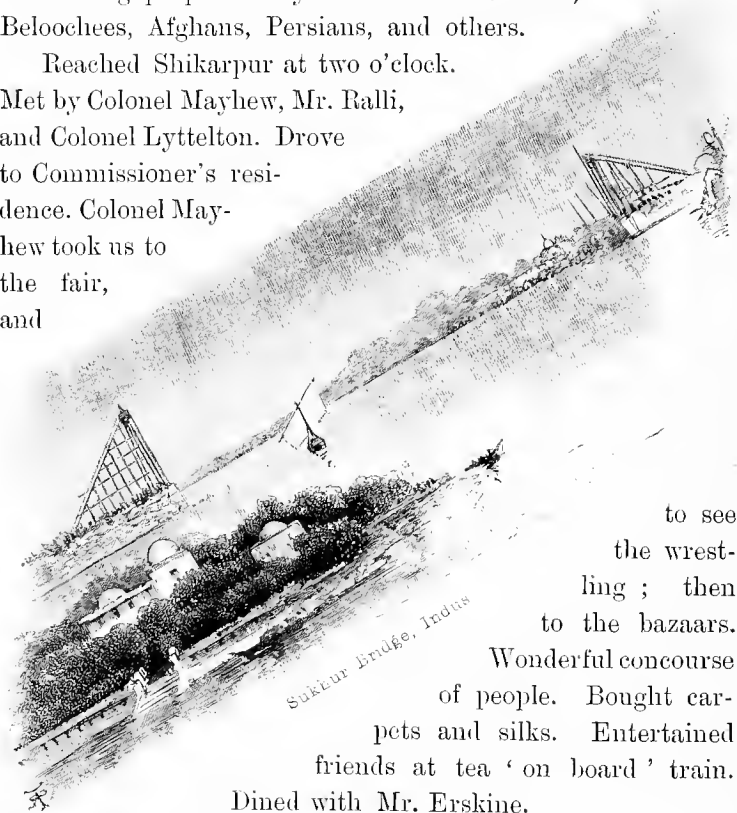 Beloochees, Afghans, Persians, and others.
Reached Shikarpur at two o'clock.
Met by Colonel Mayhew, Mr. Ralli,
and Colonel Lyttelton. Drove
to Commissioner's resi-
dence. Colonel May-
hew took us to
the fair,
and
to see
the wrest-
ling ; then
to the bazaars.
Wonderful concourse
of people. Bought car-
pets and silks. Entertained
friends at tea ‘ on board ’ train.
Dined with Mr. Erskine.
Sukkur Bridge, Indus